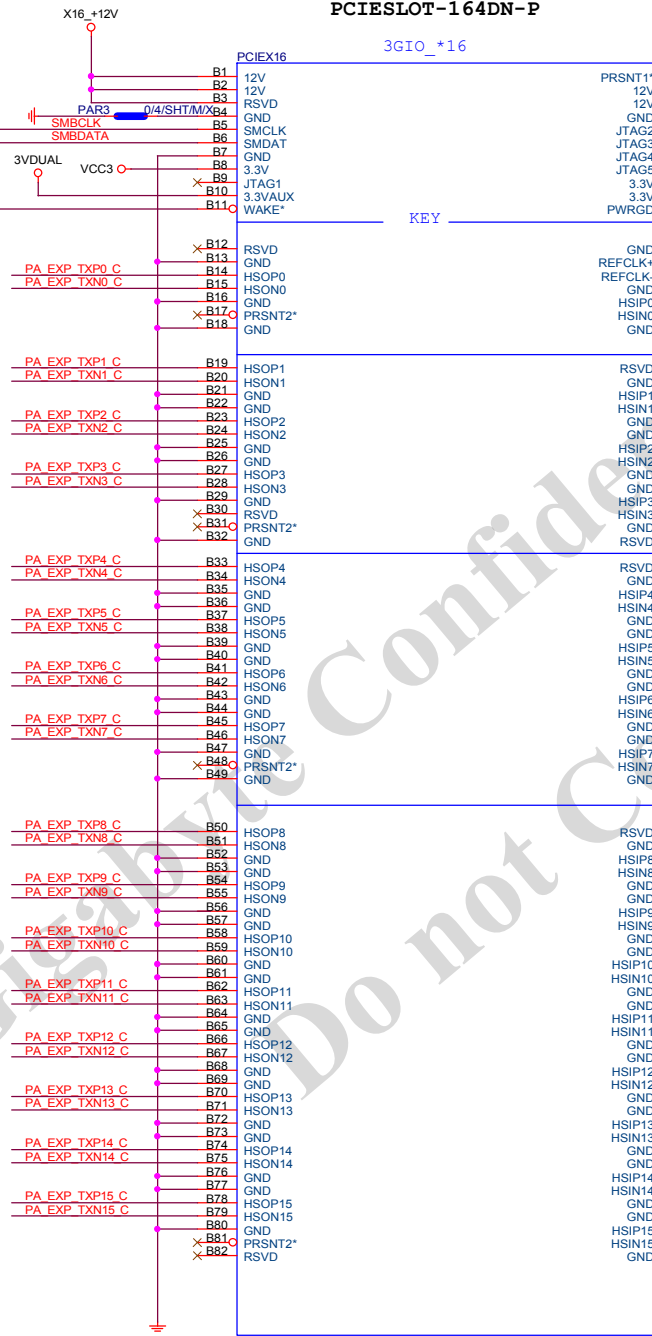 PCIESLOT-164DN-P
X16_+12V
3GIO_*16
PCIEX16
B1 12V PRSNT1*
B2 12V 12V
B3 RSVD 12V
PAR3 0/4/SHT/M/X B4 GND GND
SMBCLK B5 SMCLK JTAG2
SMBDATA B6 SMDAT JTAG3
B7 GND JTAG4
3VDUAL VCC3 B8 3.3V JTAG5
B9 JTAG1 3.3V
B10 3.3VAUX 3.3V
B11 WAKE* PWRGD
KEY
B12 RSVD GND
B13 GND REFCLK+
PA_EXP_TXP0_C B14 HSOP0 REFCLK-
PA_EXP_TXN0_C B15 HSON0 GND
B16 GND HSIP0
B17 PRSNT2* HSIN0
B18 GND GND
PA_EXP_TXP1_C B19 HSOP1 RSVD
PA_EXP_TXN1_C B20 HSON1 GND
B21 GND HSIP1
B22 GND HSIN1
PA_EXP_TXP2_C B23 HSOP2 GND
PA_EXP_TXN2_C B24 HSON2 GND
B25 GND HSIP2
B26 GND HSIN2
PA_EXP_TXP3_C B27 HSOP3 GND
PA_EXP_TXN3_C B28 HSON3 GND
B29 GND HSIP3
B30 RSVD HSIN3
B31 PRSNT2* GND
B32 GND RSVD
PA_EXP_TXP4_C B33 HSOP4 RSVD
PA_EXP_TXN4_C B34 HSON4 GND
B35 GND HSIP4
B36 GND HSIN4
PA_EXP_TXP5_C B37 HSOP5 GND
PA_EXP_TXN5_C B38 HSON5 GND
B39 GND HSIP5
B40 GND HSIN5
PA_EXP_TXP6_C B41 HSOP6 GND
PA_EXP_TXN6_C B42 HSON6 GND
B43 GND HSIP6
B44 GND HSIN6
PA_EXP_TXP7_C B45 HSOP7 GND
PA_EXP_TXN7_C B46 HSON7 GND
B47 GND HSIP7
B48 PRSNT2* HSIN7
B49 GND GND
PA_EXP_TXP8_C B50 HSOP8 RSVD
PA_EXP_TXN8_C B51 HSON8 GND
B52 GND HSIP8
B53 GND HSIN8
PA_EXP_TXP9_C B54 HSOP9 GND
PA_EXP_TXN9_C B55 HSON9 GND
B56 GND HSIP9
B57 GND HSIN9
PA_EXP_TXP10_C B58 HSOP10 GND
PA_EXP_TXN10_C B59 HSON10 GND
B60 GND HSIP10
B61 GND HSIN10
PA_EXP_TXP11_C B62 HSOP11 GND
PA_EXP_TXN11_C B63 HSON11 GND
B64 GND HSIP11
B65 GND HSIN11
PA_EXP_TXP12_C B66 HSOP12 GND
PA_EXP_TXN12_C B67 HSON12 GND
B68 GND HSIP12
B69 GND HSIN12
PA_EXP_TXP13_C B70 HSOP13 GND
PA_EXP_TXN13_C B71 HSON13 GND
B72 GND HSIP13
B73 GND HSIN13
PA_EXP_TXP14_C B74 HSOP14 GND
PA_EXP_TXN14_C B75 HSON14 GND
B76 GND HSIP14
B77 GND HSIN14
PA_EXP_TXP15_C B78 HSOP15 GND
PA_EXP_TXN15_C B79 HSON15 GND
B80 GND HSIP15
B81 PRSNT2* HSIN15
B82 RSVD GND
Do not